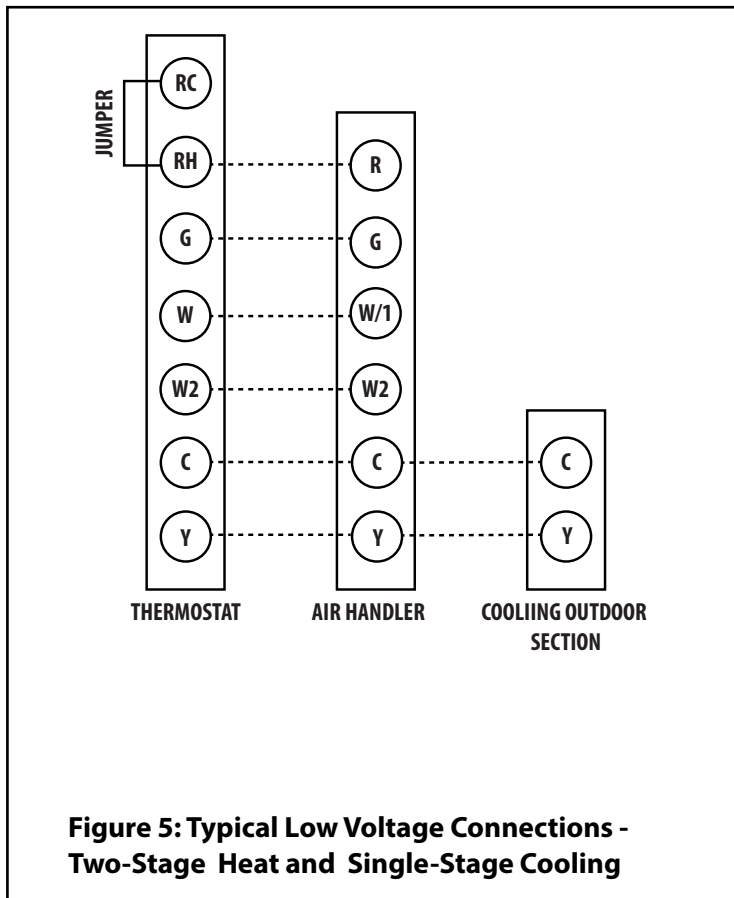 RC
JUMPER
RH
R
G
G
W
W/1
W2
W2
C
C
C
Y
Y
Y
THERMOSTAT
AIR HANDLER
COOLIING OUTDOOR
SECTION
Figure 5: Typical Low Voltage Connections -
Two-Stage Heat and Single-Stage Cooling